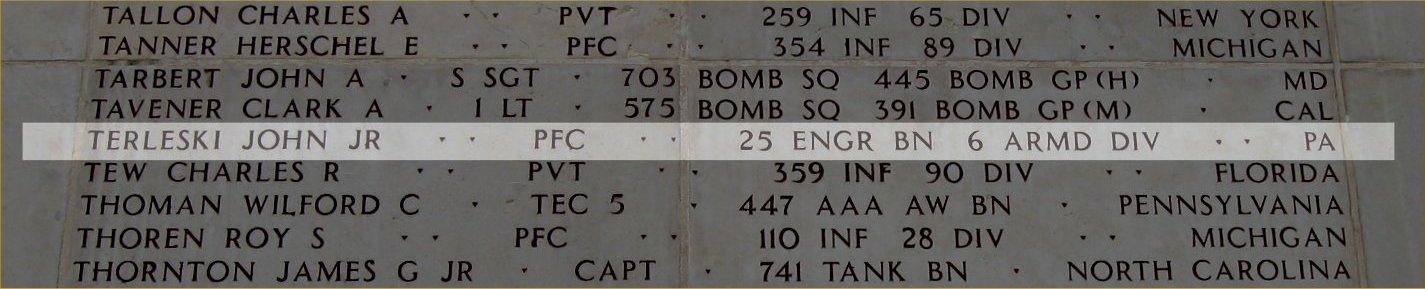 TALLON CHARLES A · · PVT · · 259 INF 65 DIV · · NEW YORK
TANNER HERSCHEL E · · PFC · · 354 INF 89 DIV · · MICHIGAN
TARBERT JOHN A · S SGT · 703 BOMB SQ 445 BOMB GP(H) · MD
TAVENER CLARK A · 1 LT · 575 BOMB SQ 391 BOMB GP(M) · CAL
TERLESKI JOHN JR · · PFC · · 25 ENGR BN 6 ARMD DIV · · PA
TEW CHARLES R · · PVT · · 359 INF 90 DIV · · FLORIDA
THOMAN WILFORD C · TEC 5 · 447 AAA AW BN · PENNSYLVANIA
THOREN ROY S · · PFC · · 110 INF 28 DIV · · MICHIGAN
THORNTON JAMES G JR · CAPT · 741 TANK BN · NORTH CAROLINA